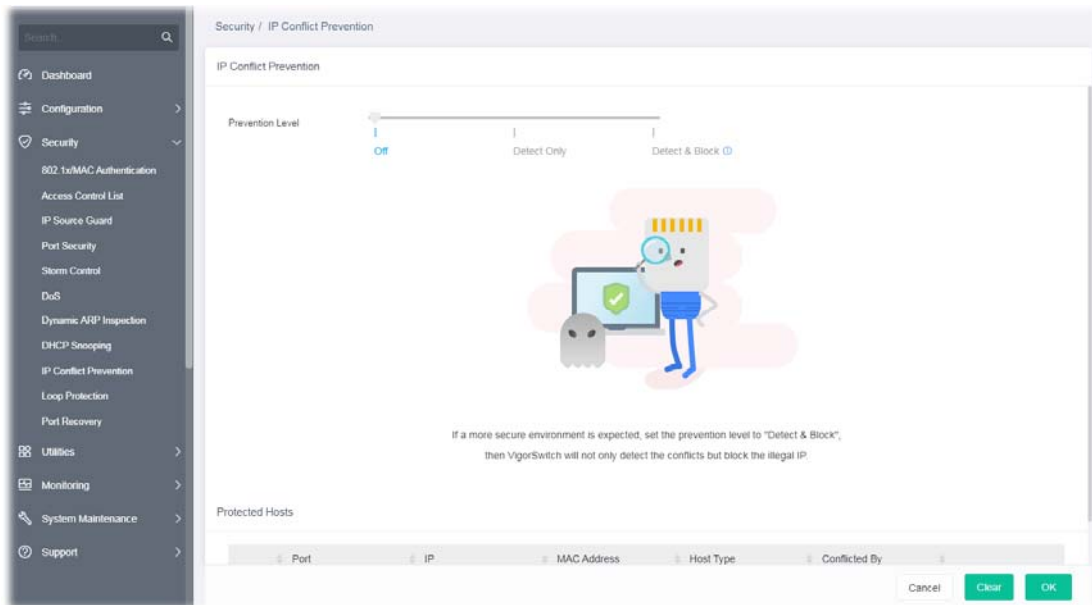 Search...
Dashboard
Configuration
Security
802.1x/MAC Authentication
Access Control List
IP Source Guard
Port Security
Storm Control
DoS
Dynamic ARP Inspection
DHCP Snooping
IP Conflict Prevention
Loop Protection
Port Recovery
Utilities
Monitoring
System Maintenance
Support
Security / IP Conflict Prevention
IP Conflict Prevention
Prevention Level
Off Detect Only Detect & Block
If a more secure environment is expected, set the prevention level to "Detect & Block",
then VigorSwitch will not only detect the conflicts but block the illegal IP.
Protected Hosts
Port IP MAC Address Host Type Conflicted By
Cancel Clear OK